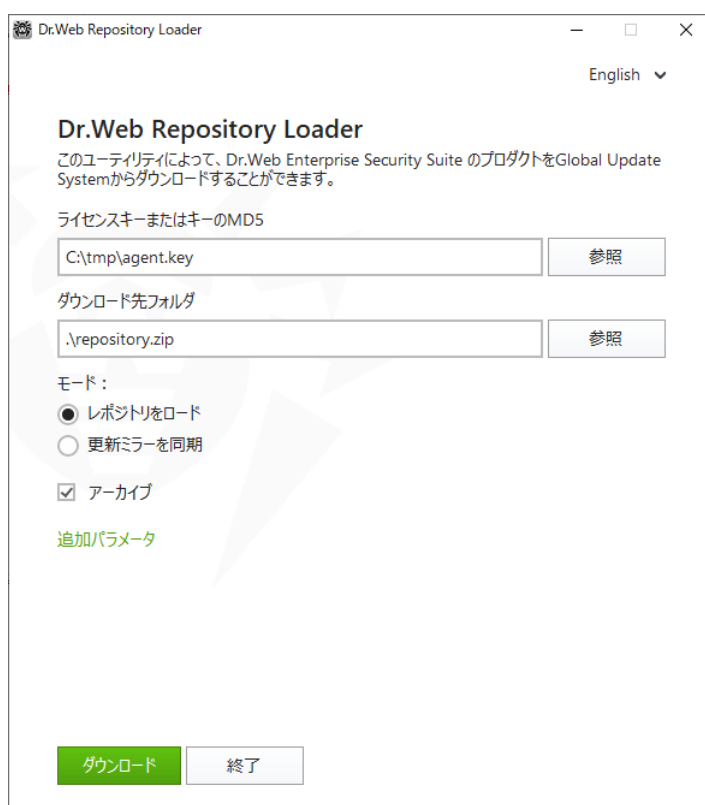 Dr.Web Repository Loader
English
Dr.Web Repository Loader
このユーティリティによって、Dr.Web Enterprise Security Suite のプロダクトをGlobal Update
Systemからダウンロードすることができます。
ライセンスキーまたはキーのMD5
C:\tmp\agent.key
参照
ダウンロード先フォルダ
.\repository.zip
参照
モード：
レポジトリをロード
更新ミラーを同期
アーカイブ
追加パラメータ
ダウンロード
終了